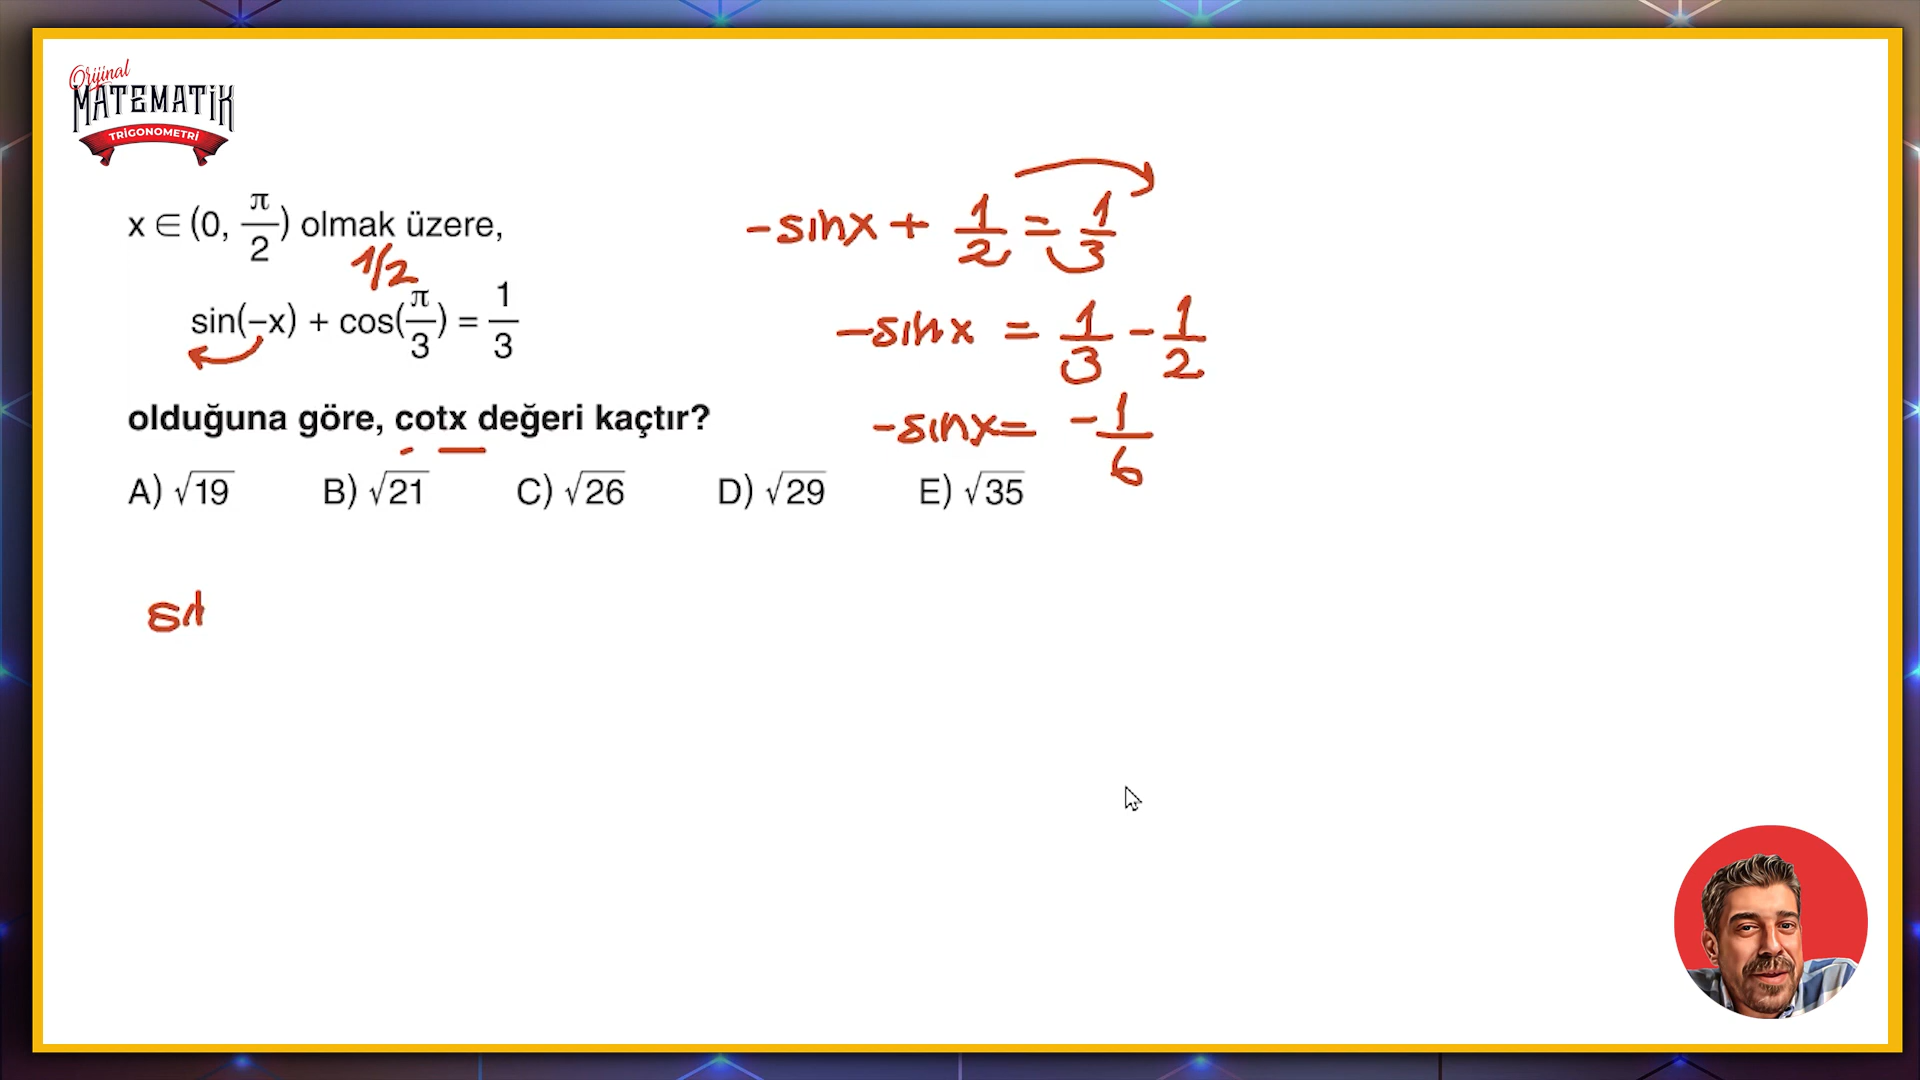 Orijinal
MATEMATİK
TRİGONOMETRİ
x ∈ (0, π/2) olmak üzere,
1/2
sin(−x) + cos(π/3) = 1/3
olduğuna göre, cotx değeri kaçtır?
A) √19 B) √21 C) √26 D) √29 E) √35
-sinx + 1/2 = 1/3
-sinx = 1/3 - 1/2
-sinx = -1/6